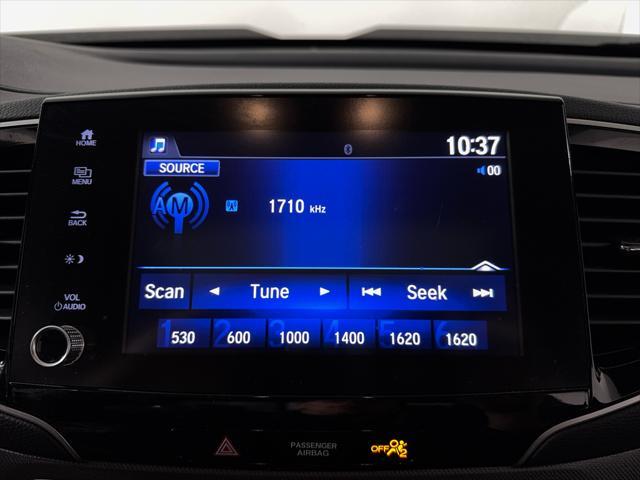 10:37
HOME
SOURCE
00
MENU
AM
1710 kHz
BACK
Scan Tune Seek
VOL
AUDIO
1 530 2 600 3 1000 4 1400 5 1620 6 1620
PASSENGER
AIRBAG
OFF 2